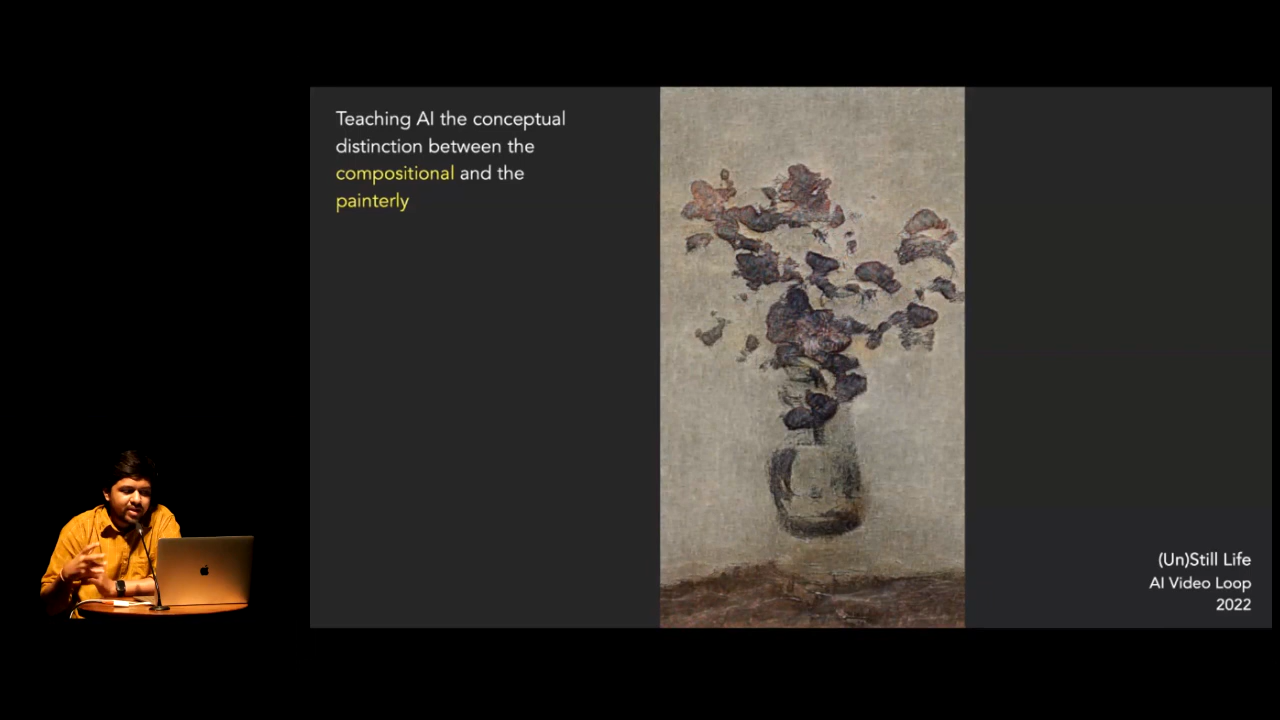 Teaching AI the conceptual
distinction between the
compositional and the
painterly
(Un)Still Life
AI Video Loop
2022